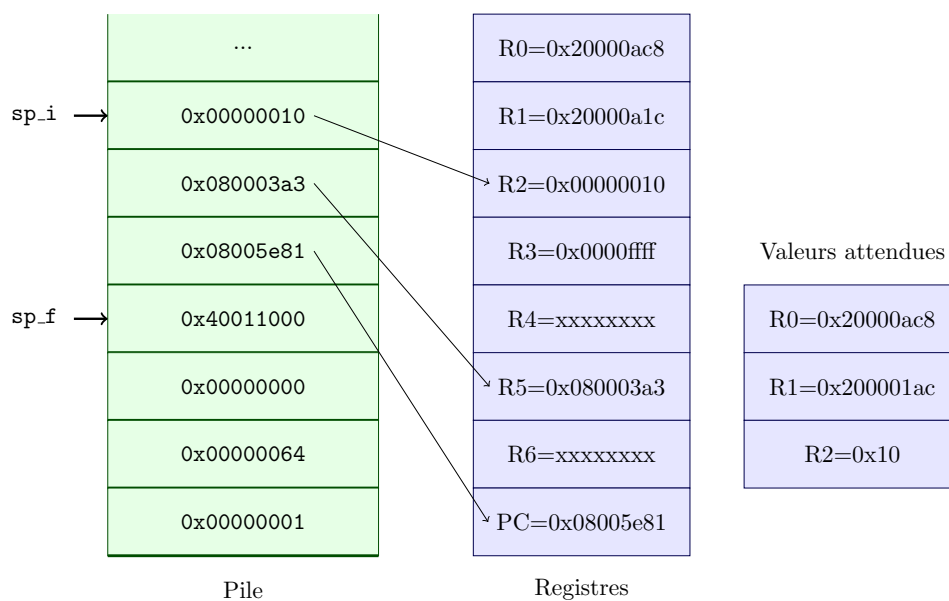 ...
sp_i
0x00000010
0x080003a3
0x08005e81
sp_f
0x40011000
0x00000000
0x00000064
0x00000001
Pile
R0=0x20000ac8
R1=0x20000a1c
R2=0x00000010
R3=0x0000ffff
R4=xxxxxxxx
R5=0x080003a3
R6=xxxxxxxx
PC=0x08005e81
Registres
Valeurs attendues
R0=0x20000ac8
R1=0x200001ac
R2=0x10